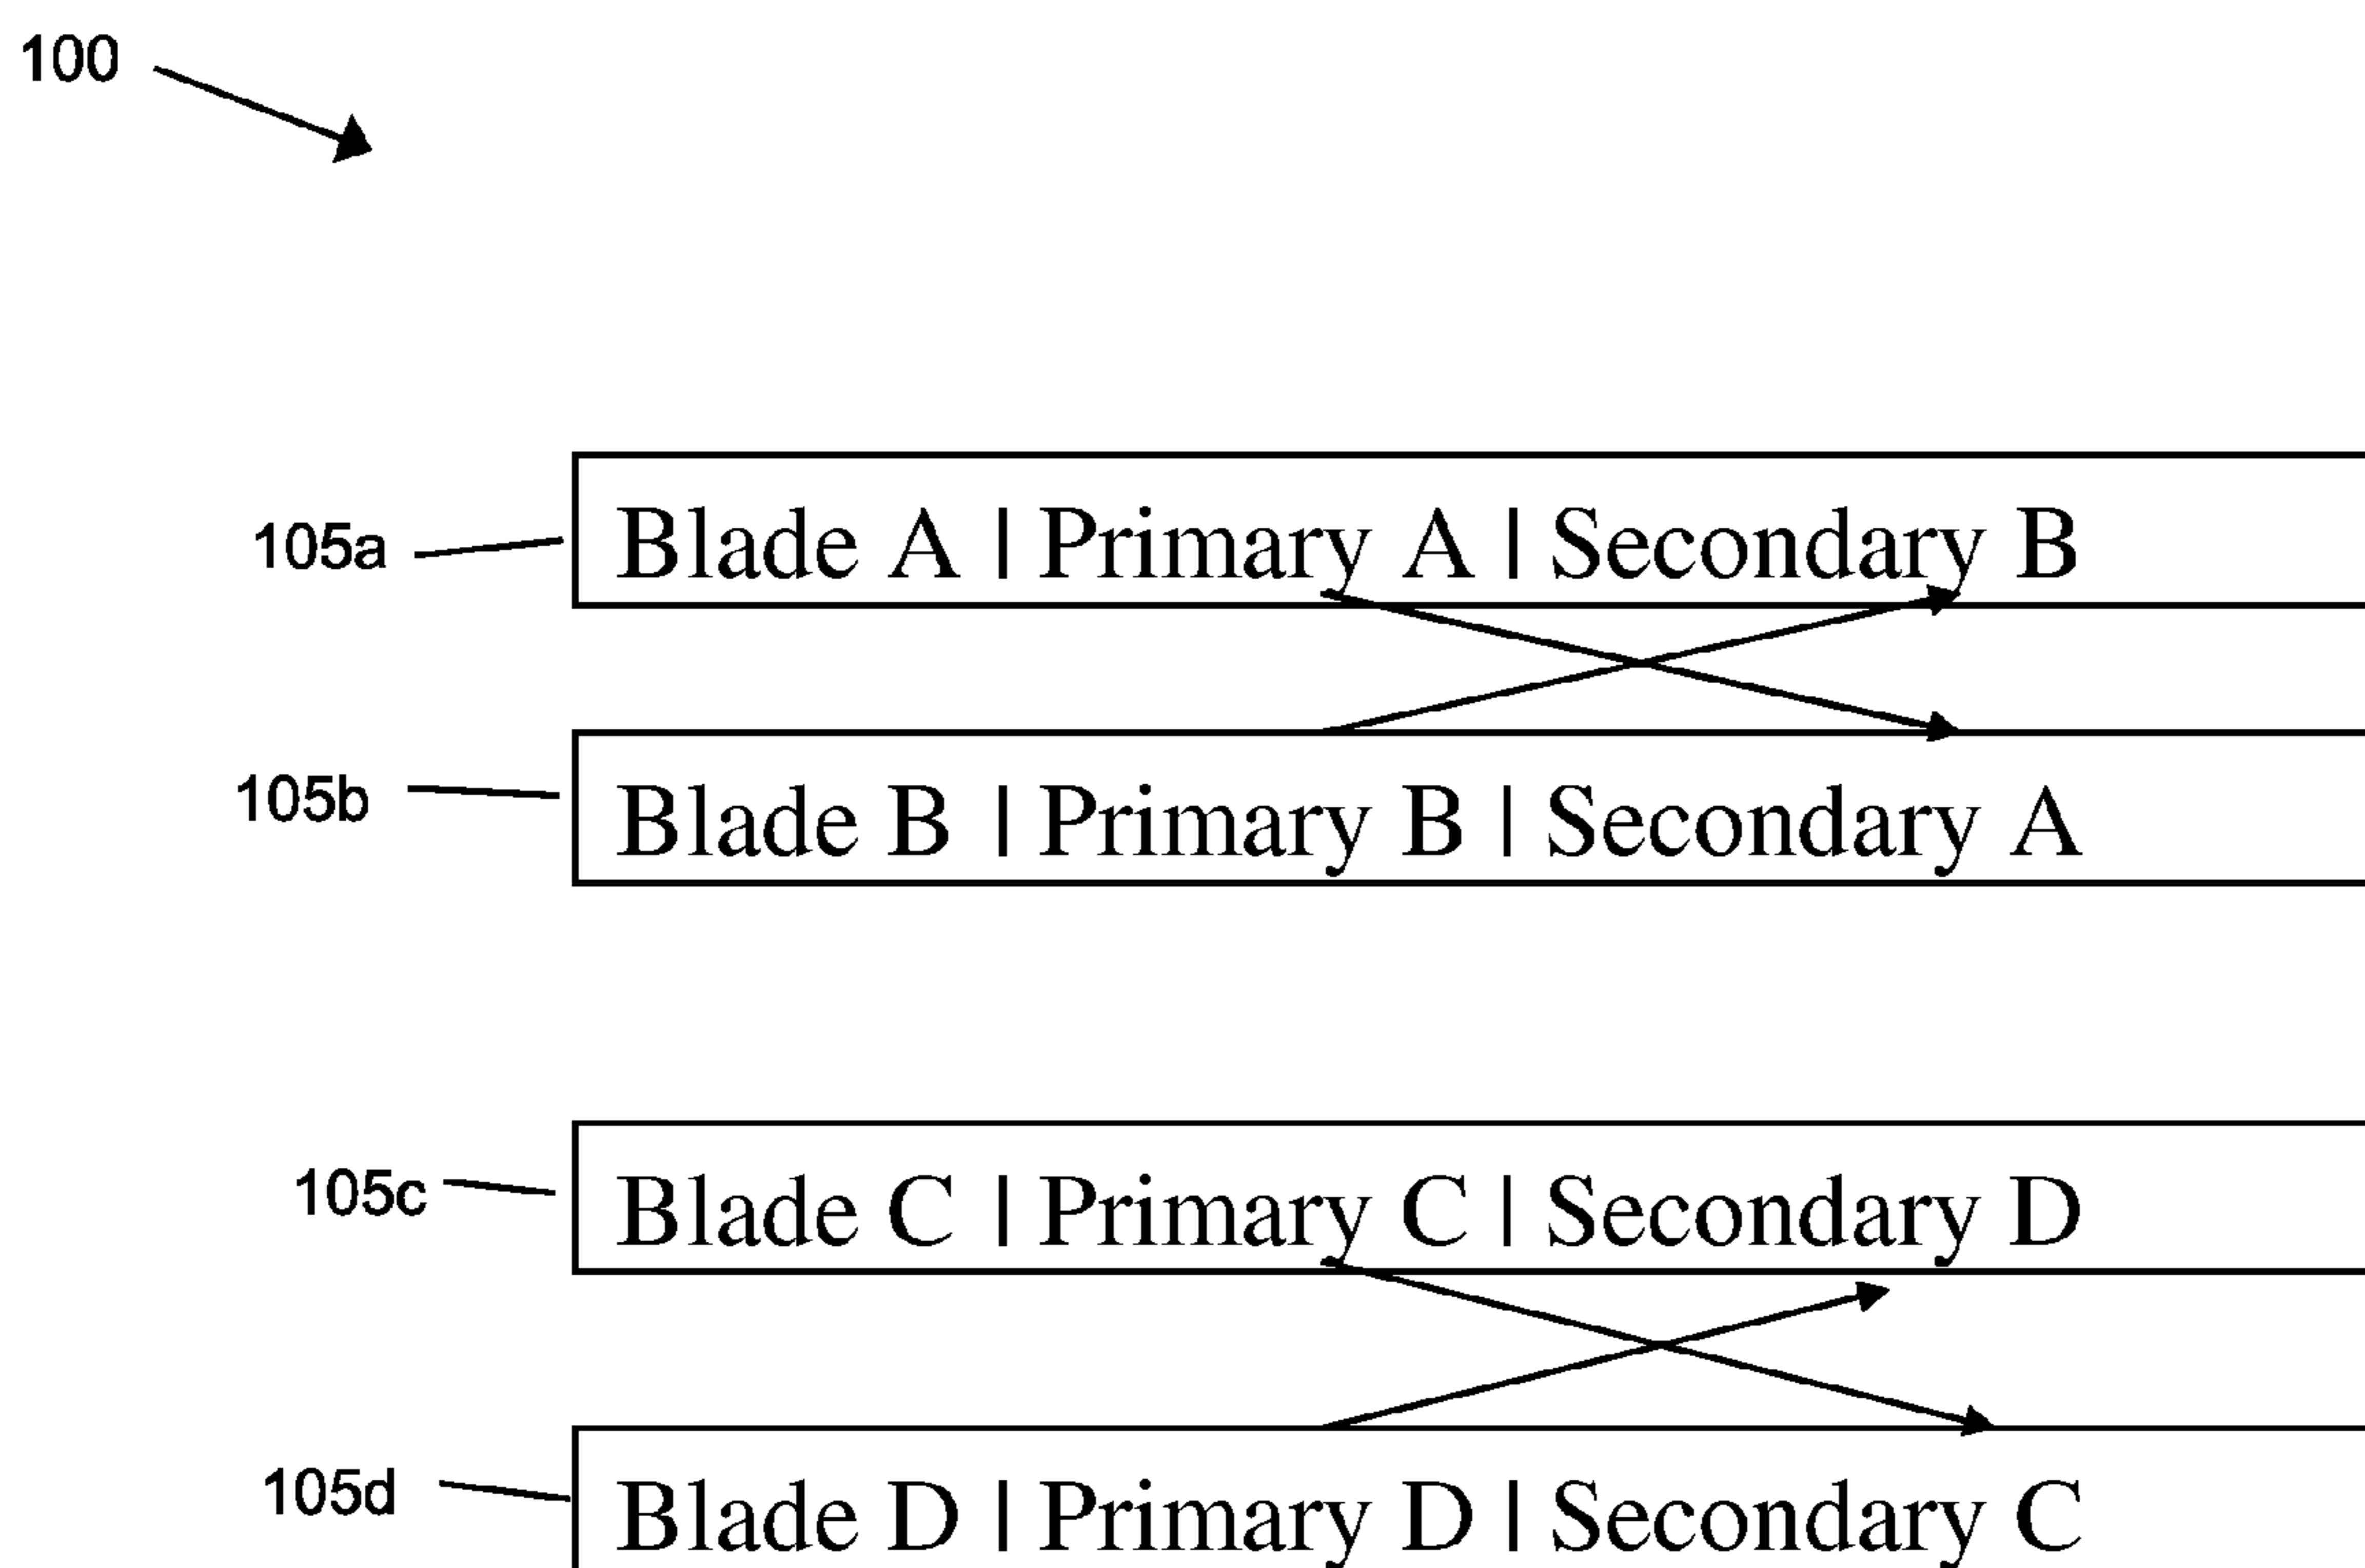 100
105a Blade A | Primary A | Secondary B
105b Blade B | Primary B | Secondary A
105c Blade C | Primary C | Secondary D
105d Blade D | Primary D | Secondary C